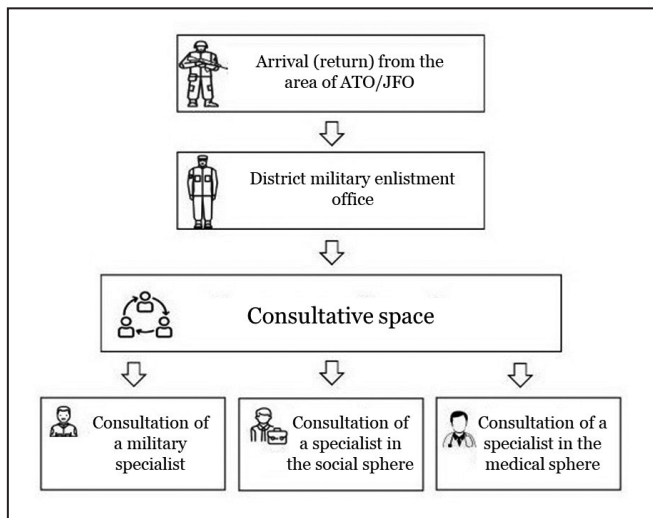 Arrival (return) from the
area of ATO/JFO
District military enlistment
office
Consultative space
Consultation of
a military
specialist
Consultation of
a specialist in
the social sphere
Consultation of a
specialist in the
medical sphere